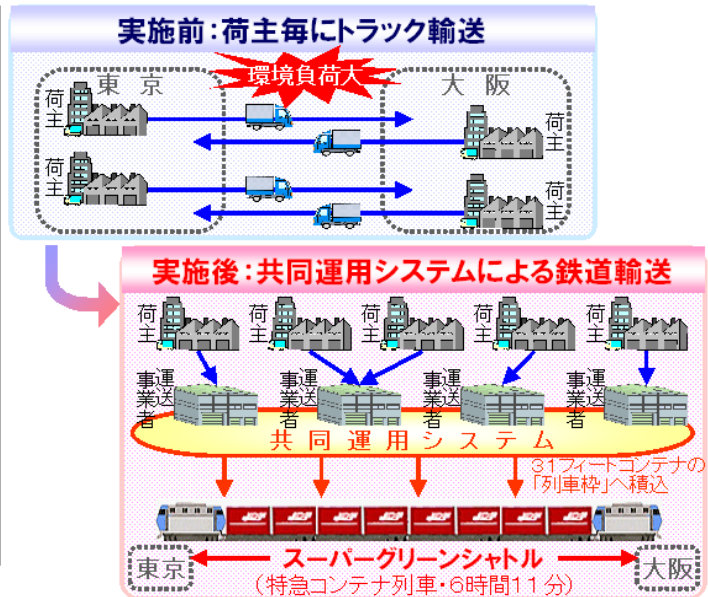 実施前：荷主毎にトラック輸送
東京
環境負荷大
大阪
荷主
荷主
荷主
荷主
実施後：共同運用システムによる鉄道輸送
荷主
荷主
荷主
荷主
荷主
運送事業者
運送事業者
運送事業者
運送事業者
共同運用システム
31フィートコンテナの
「列車枠」へ積込
スーパーグリーンシャトル
東京
大阪
（特急コンテナ列車・6時間11分）